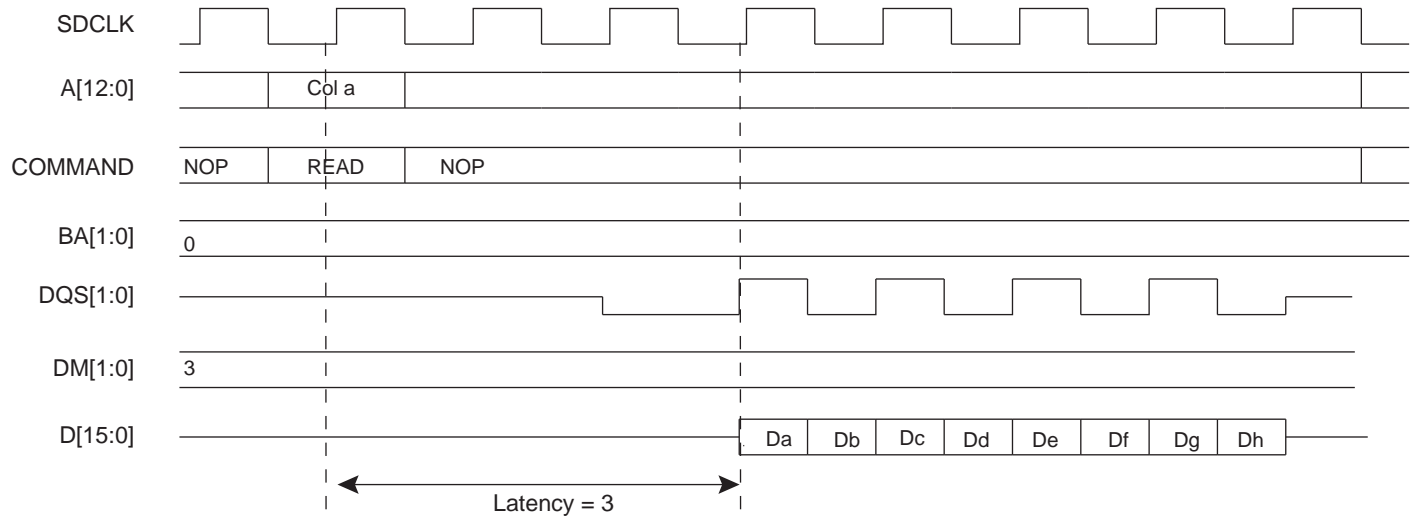 SDCLK
A[12:0]
Col a
COMMAND
NOP
READ
NOP
BA[1:0]
0
DQS[1:0]
DM[1:0]
3
D[15:0]
Da
Db
Dc
Dd
De
Df
Dg
Dh
Latency = 3